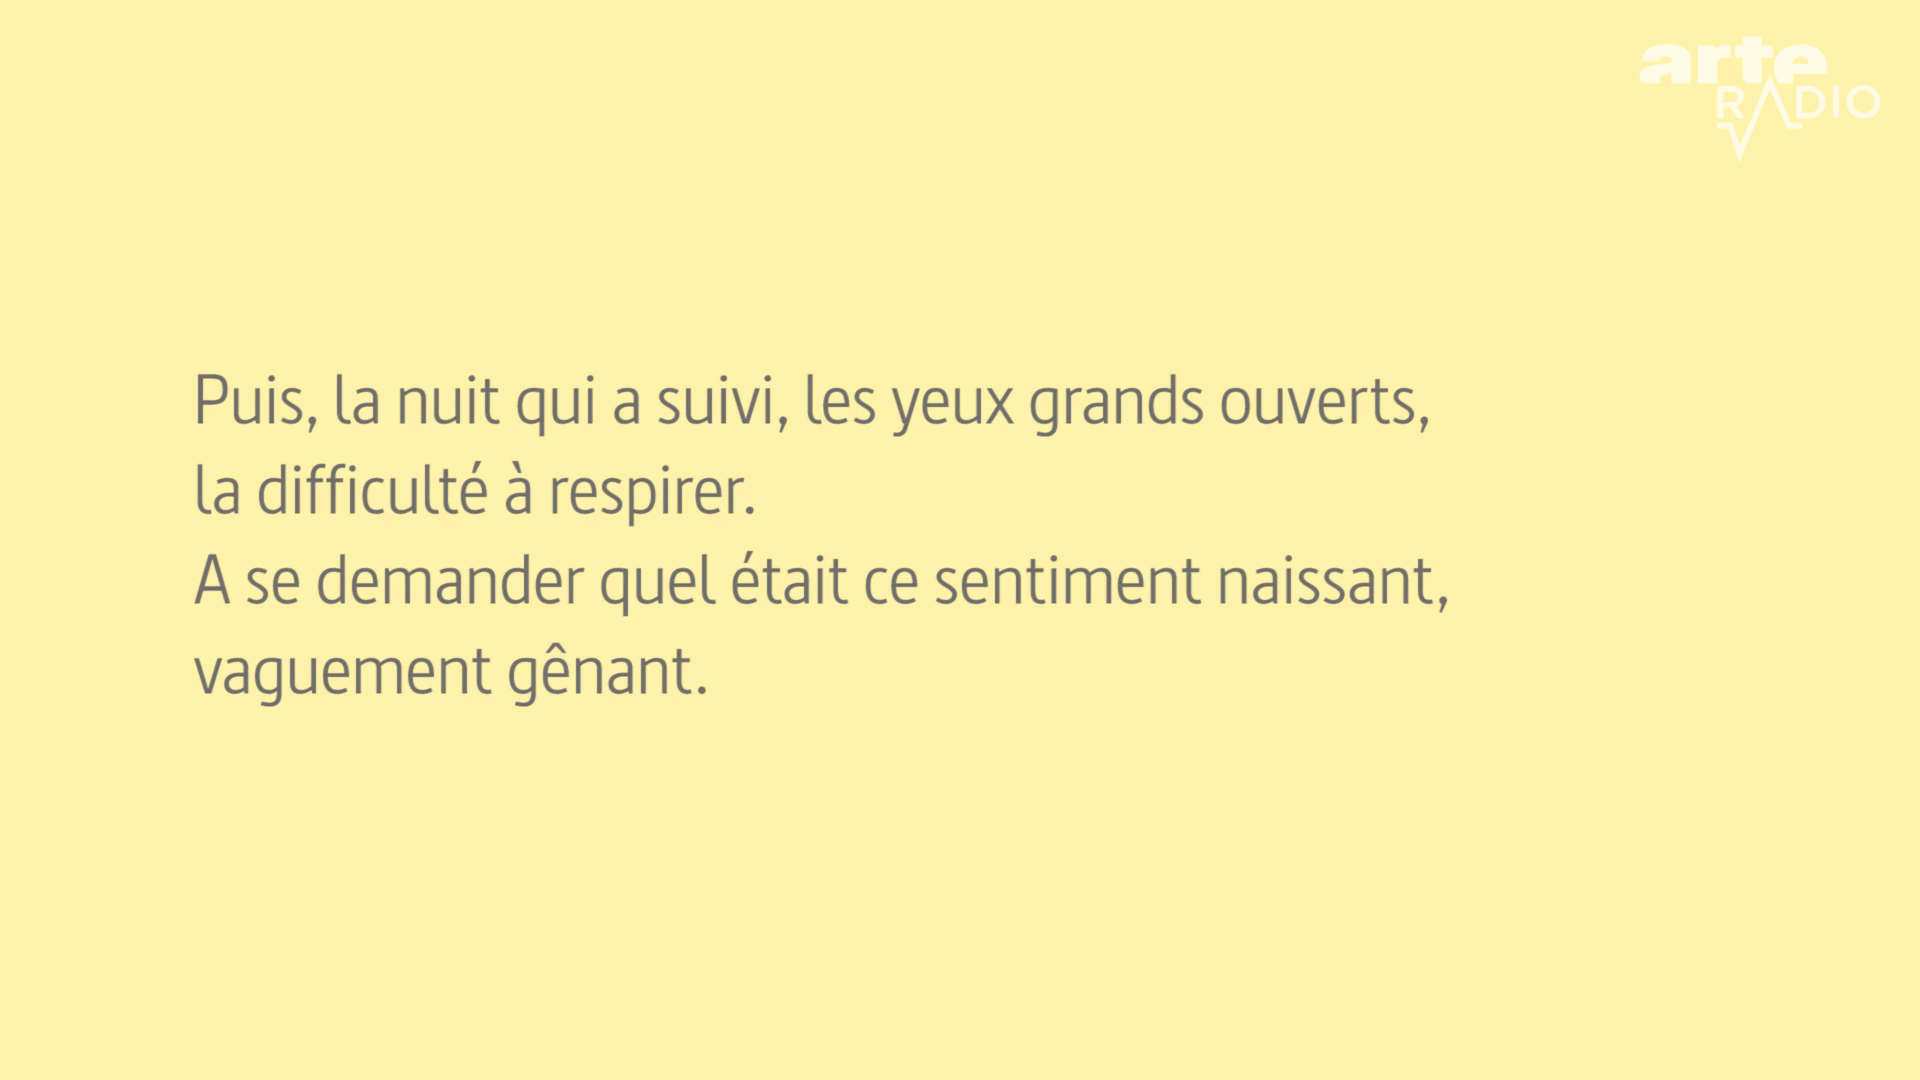 arte
RADIO
Puis, la nuit qui a suivi, les yeux grands ouverts,
la difficulté à respirer.
A se demander quel était ce sentiment naissant,
vaguement gênant.